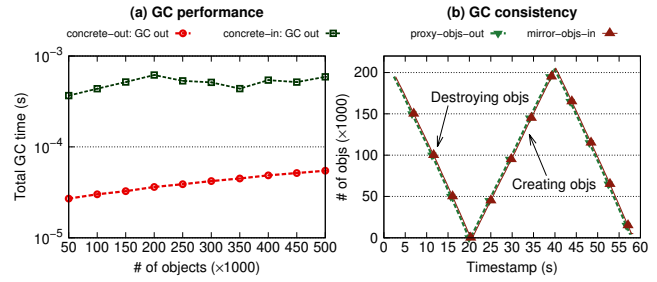 (a) GC performance
concrete-out: GC out
concrete-in: GC out
10⁻³
10⁻⁴
10⁻⁵
Total GC time (s)
50 100 150 200 250 300 350 400 450 500
# of objects (×1000)
(b) GC consistency
proxy-objs-out
mirror-objs-in
200
150
100
50
0
# of objs (×1000)
Destroying objs
Creating objs
0 5 10 15 20 25 30 35 40 45 50 55 60
Timestamp (s)